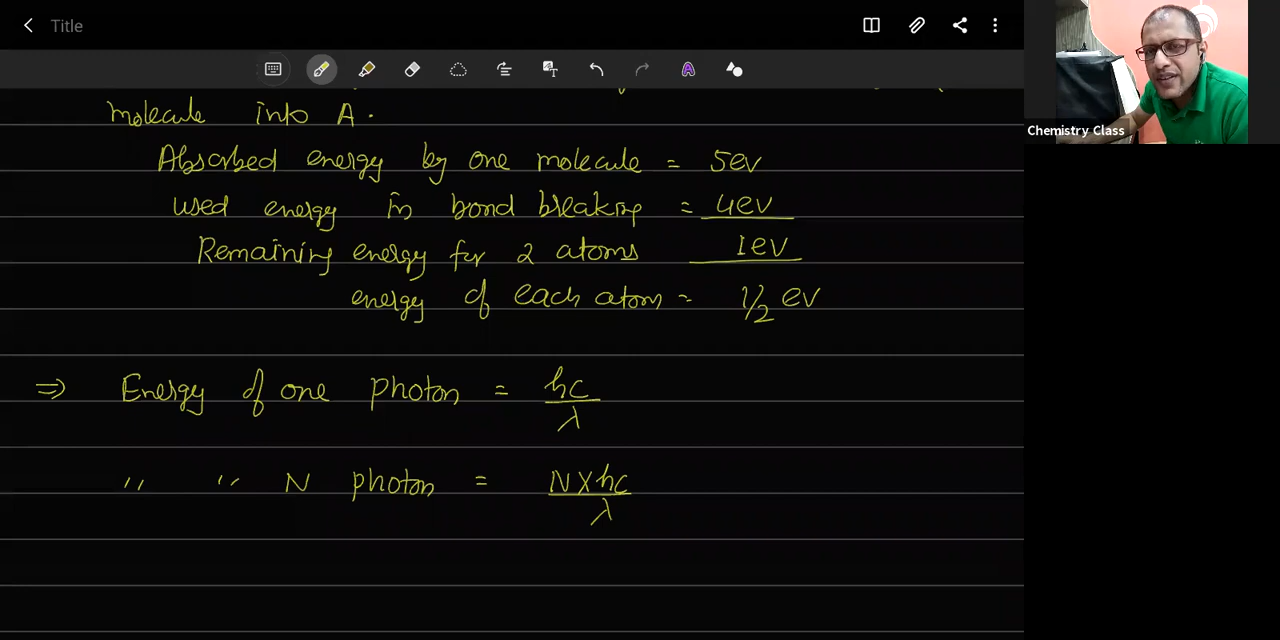 Title
molecule into A.
Absorbed energy by one molecule = 5ev
used energy in bond breaking = 4ev
Remaining energy for 2 atoms 1ev
energy of each atom = 1/2 ev
⇒ Energy of one photon = hc/λ
〃 〃 N photon = N×hc/λ
Chemistry Class